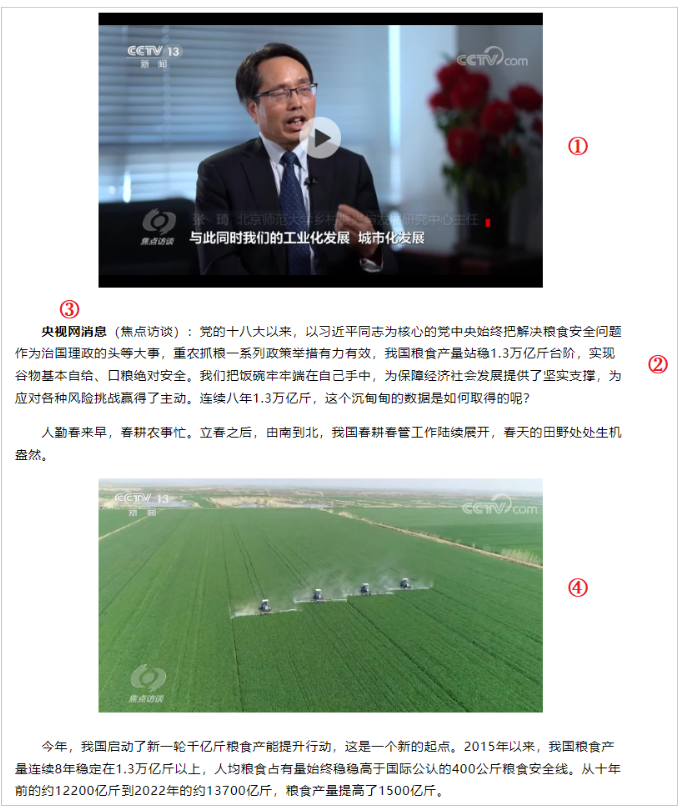 CCTV 13
新闻
CCTV.com
①
张 琦 北京师范大学乡村振兴与发展研究中心主任
焦点访谈
与此同时我们的工业化发展 城市化发展
③
央视网消息（焦点访谈）：党的十八大以来，以习近平同志为核心的党中央始终把解决粮食安全问题
作为治国理政的头等大事，重农抓粮一系列政策举措有力有效，我国粮食产量站稳1.3万亿斤台阶，实现
②
谷物基本自给、口粮绝对安全。我们把饭碗牢牢端在自己手中，为保障经济社会发展提供了坚实支撑，为
应对各种风险挑战赢得了主动。连续八年1.3万亿斤，这个沉甸甸的数据是如何取得的呢？
人勤春来早，春耕农事忙。立春之后，由南到北，我国春耕春管工作陆续展开，春天的田野处处生机
盎然。
CCTV 13
新闻
CCTV.com
④
焦点访谈
今年，我国启动了新一轮千亿斤粮食产能提升行动，这是一个新的起点。2015年以来，我国粮食产
量连续8年稳定在1.3万亿斤以上，人均粮食占有量始终稳稳高于国际公认的400公斤粮食安全线。从十年
前的约12200亿斤到2022年的约13700亿斤，粮食产量提高了1500亿斤。